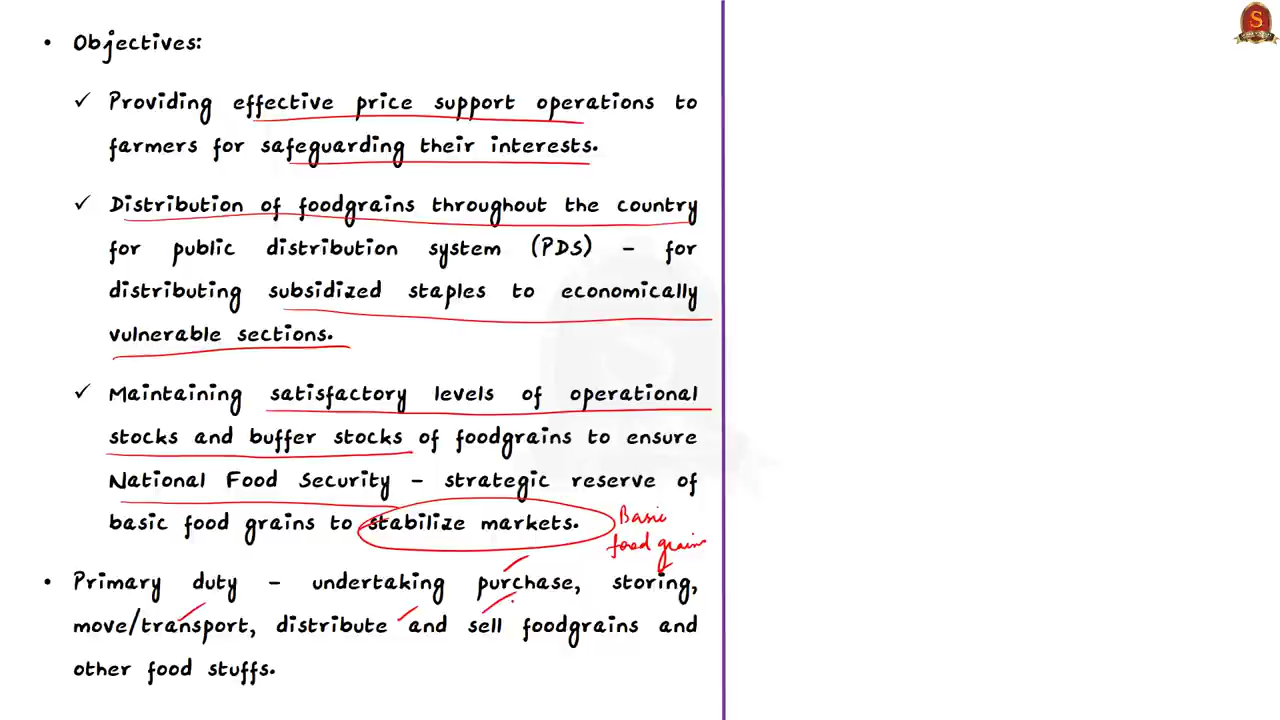 • Objectives:
✓ Providing effective price support operations to
farmers for safeguarding their interests.
✓ Distribution of foodgrains throughout the country
for public distribution system (PDS) – for
distributing subsidized staples to economically
vulnerable sections.
✓ Maintaining satisfactory levels of operational
stocks and buffer stocks of foodgrains to ensure
National Food Security – strategic reserve of
basic food grains to stabilize markets.
Basic
food grains
• Primary duty – undertaking purchase, storing,
move/transport, distribute and sell foodgrains and
other food stuffs.
S